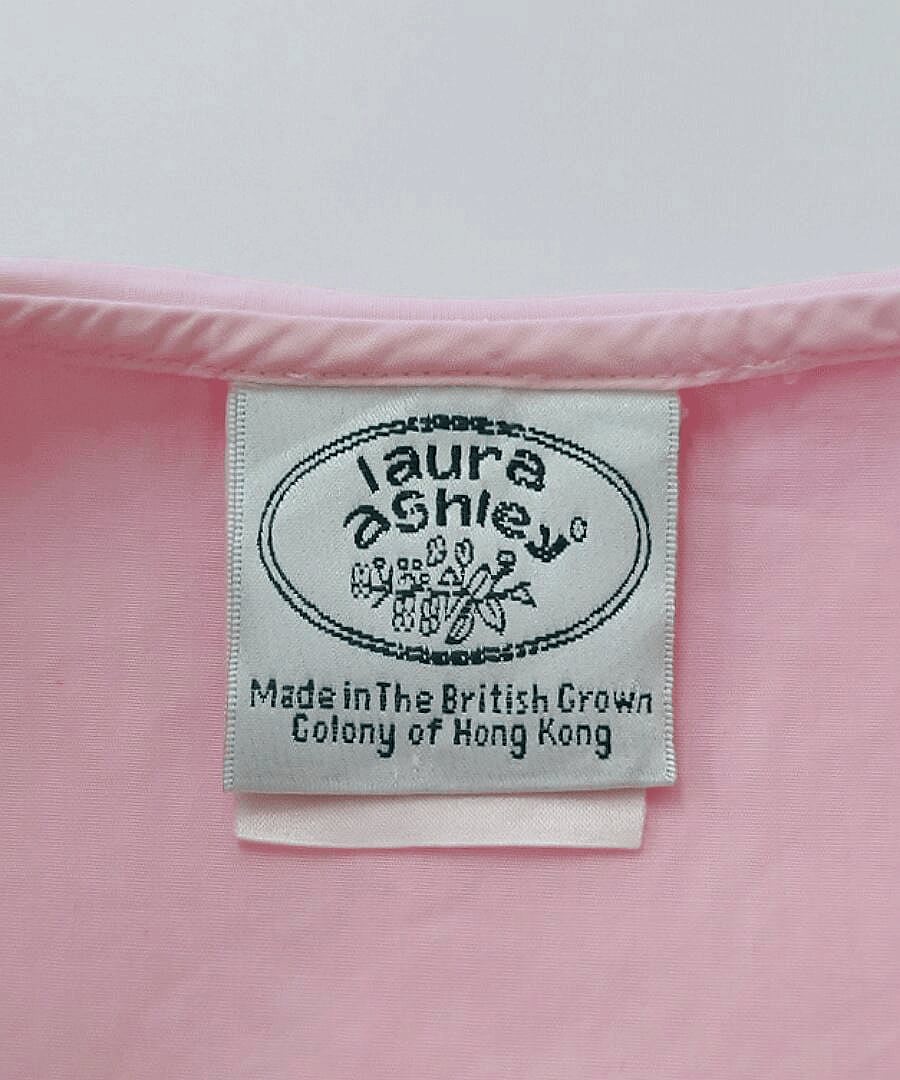 laura
ashley®
Made in The British Crown
Colony of Hong Kong